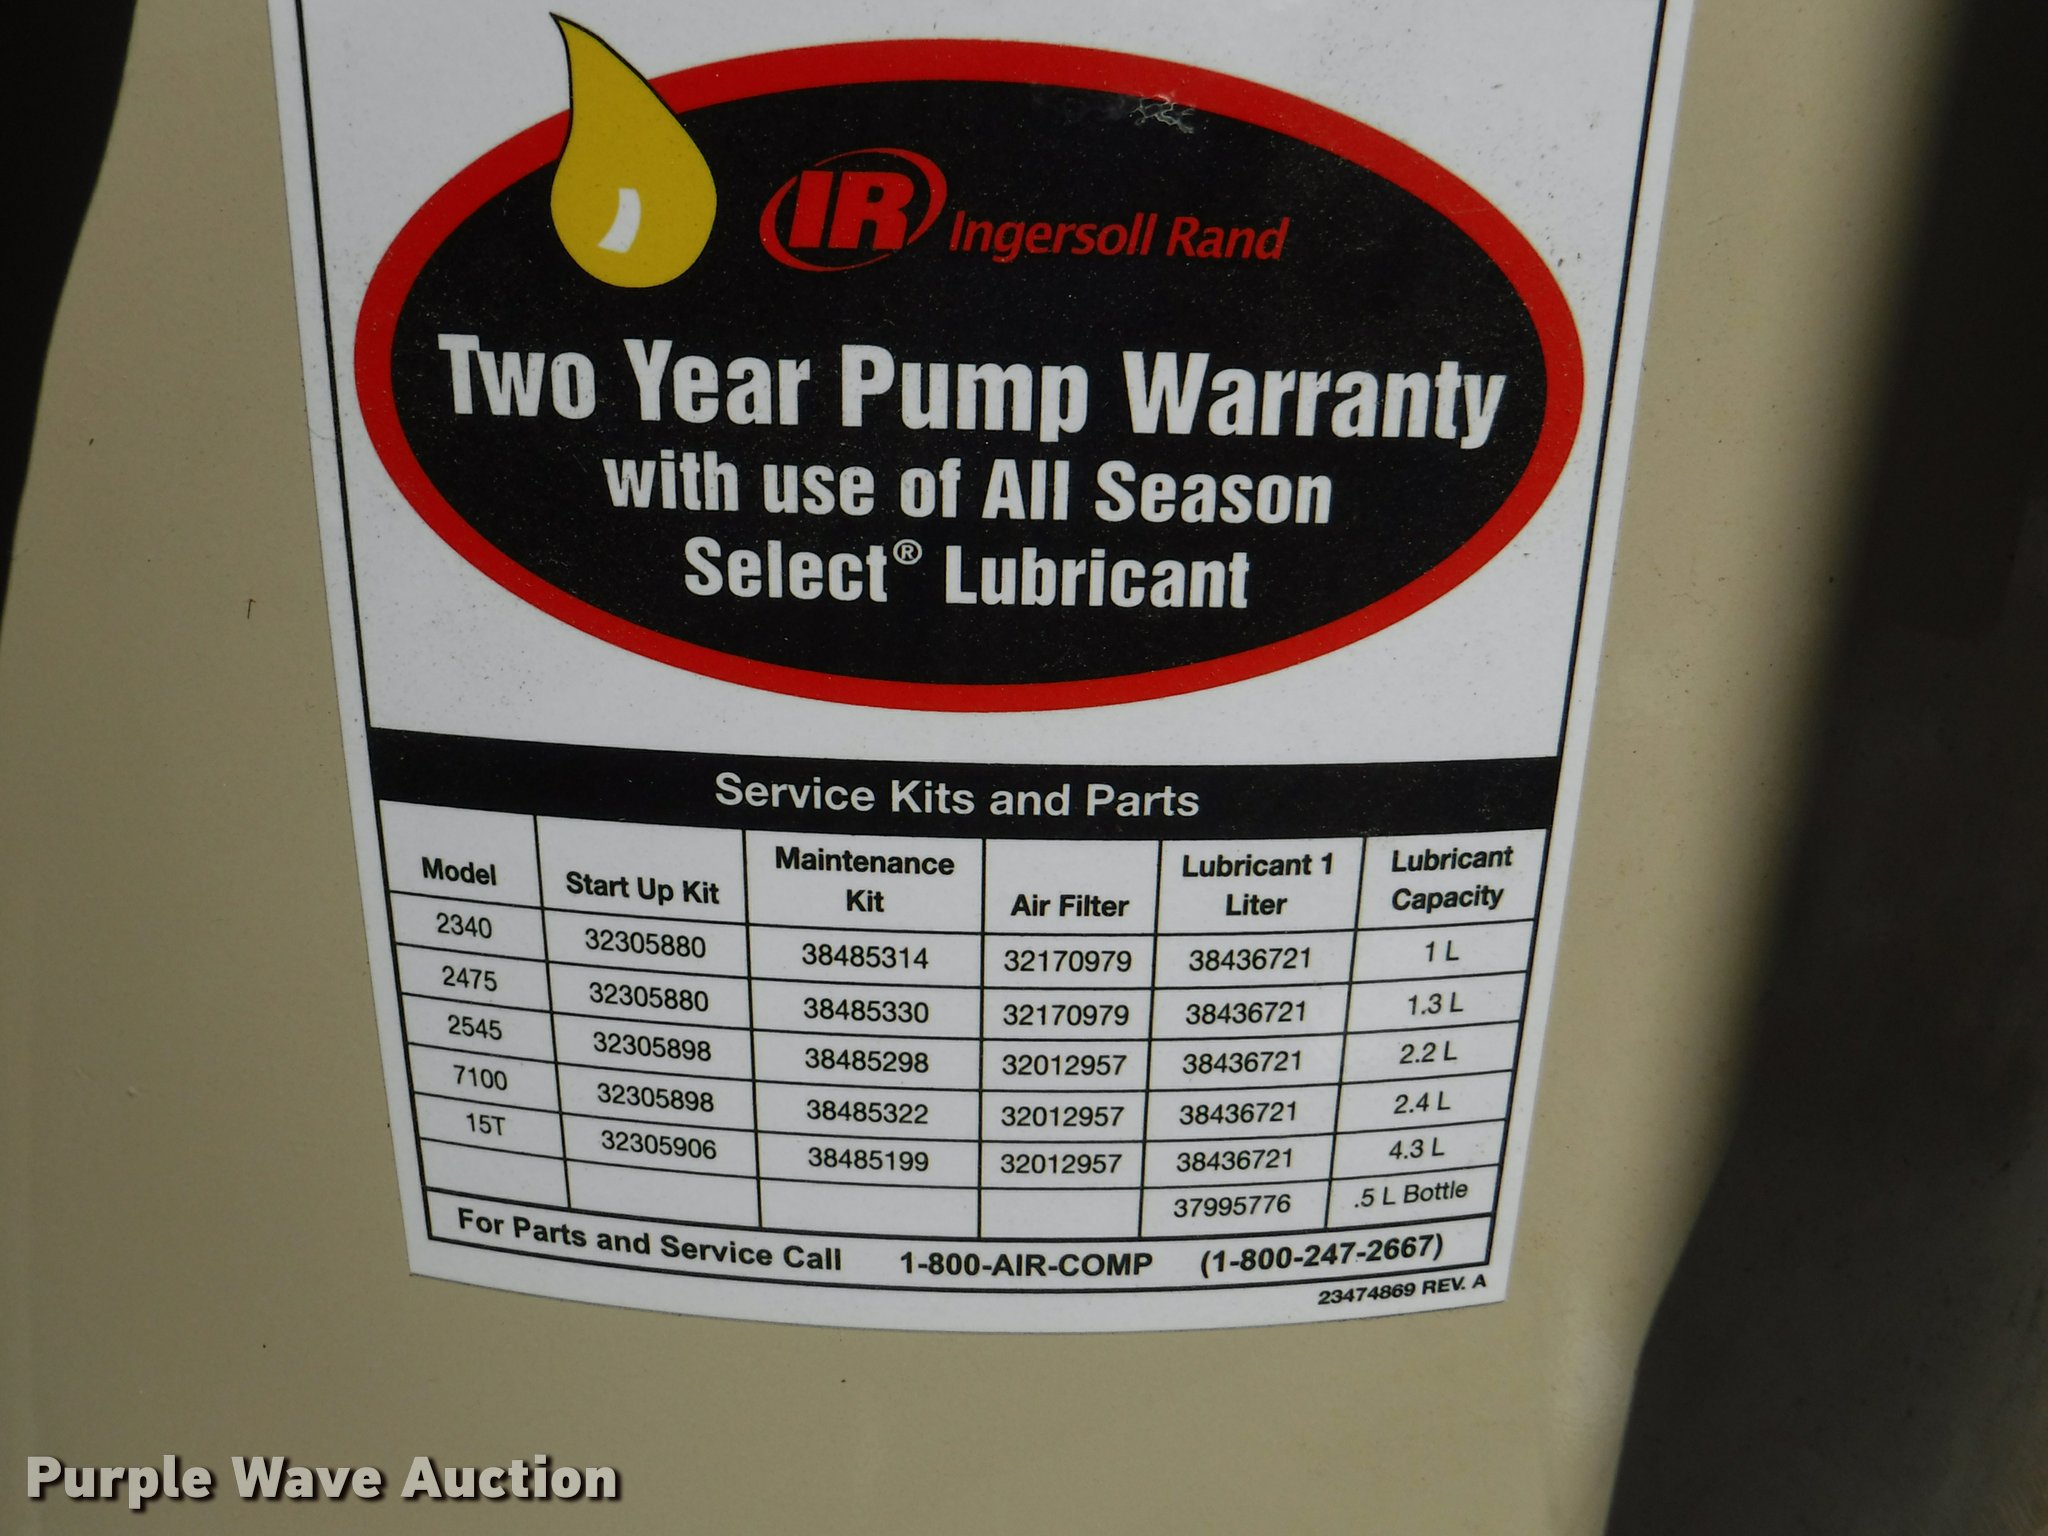 IR Ingersoll Rand
Two Year Pump Warranty
with use of All Season
Select® Lubricant
Service Kits and Parts
Model Start Up Kit Maintenance Kit Air Filter Lubricant 1 Liter Lubricant Capacity
2340 32305880 38485314 32170979 38436721 1 L
2475 32305880 38485330 32170979 38436721 1.3 L
2545 32305898 38485298 32012957 38436721 2.2 L
7100 32305898 38485322 32012957 38436721 2.4 L
15T 32305906 38485199 32012957 38436721 4.3 L
37995776 .5 L Bottle
For Parts and Service Call 1-800-AIR-COMP (1-800-247-2667)
23474869 REV. A
Purple Wave Auction